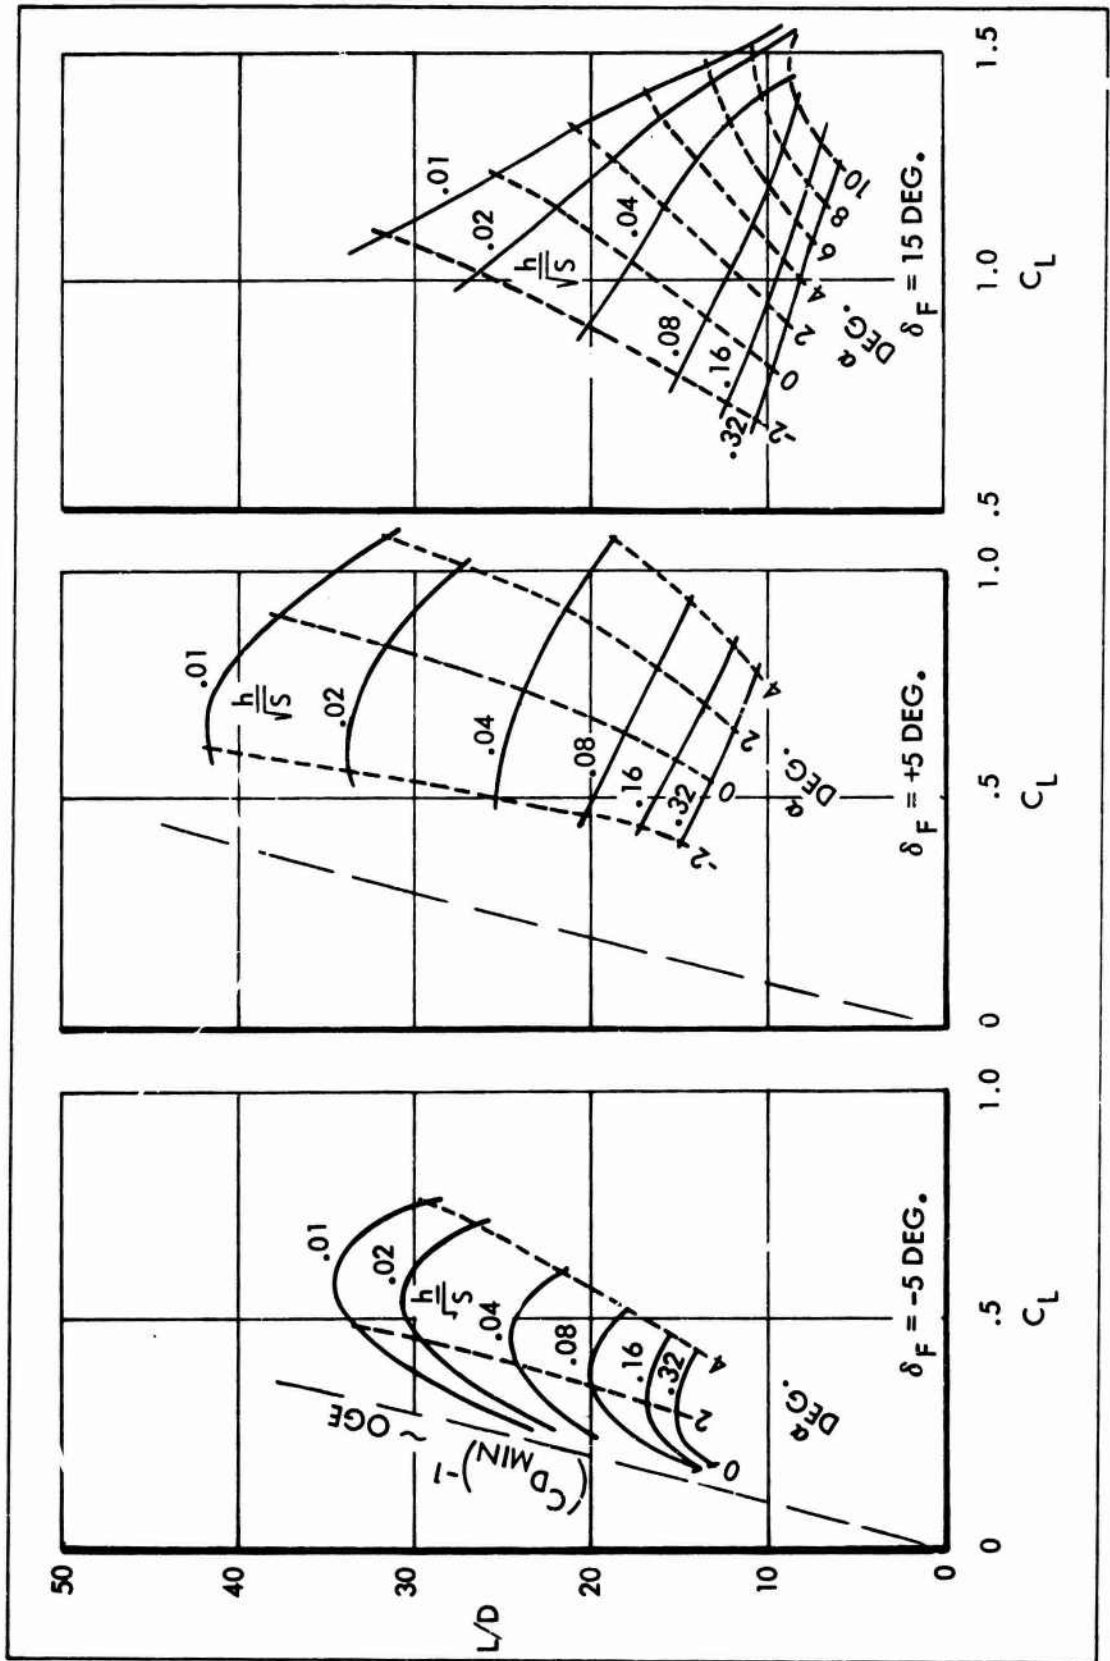 50
40
30
20
10
0
L/D
.01
.02
h/√S
.04
.08
.16
.32
0
2
4
α
DEG.
(C_D MIN)^-1 ~ OGE
δ_F = -5 DEG.
0
.5
1.0
C_L
.01
h/√S
.02
.04
.08
.16
.32
-2
0
2
4
α
DEG.
δ_F = +5 DEG.
0
.5
1.0
C_L
.01
.02
h/√S
.04
.08
.16
.32
-2
0
2
4
6
8
10
α
DEG.
δ_F = 15 DEG.
.5
1.0
1.5
C_L